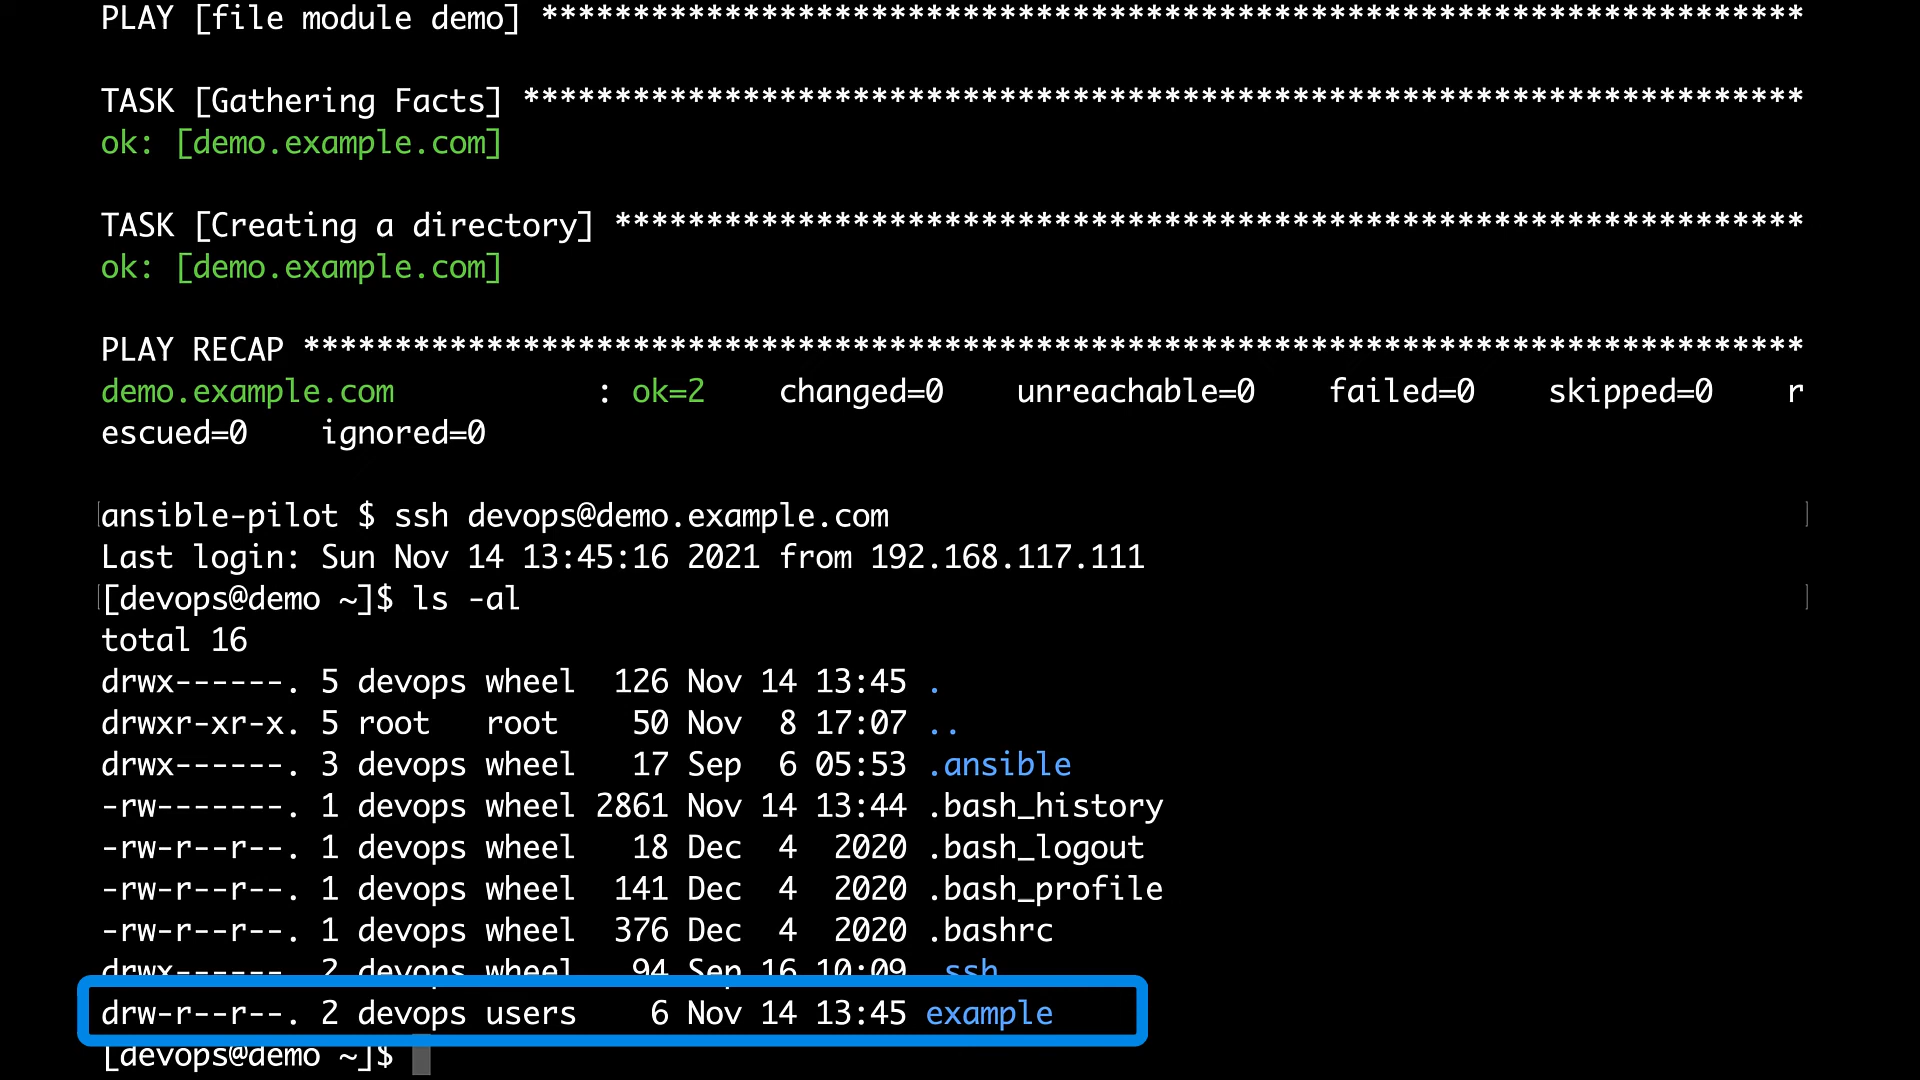 PLAY [file module demo] *********************************************************************
TASK [Gathering Facts] **********************************************************************
ok: [demo.example.com]
TASK [Creating a directory] *****************************************************************
ok: [demo.example.com]
PLAY RECAP **********************************************************************************
demo.example.com           : ok=2    changed=0    unreachable=0    failed=0    skipped=0    r
escued=0    ignored=0
ansible-pilot $ ssh devops@demo.example.com
Last login: Sun Nov 14 13:45:16 2021 from 192.168.117.111
[devops@demo ~]$ ls -al
total 16
drwx------. 5 devops wheel  126 Nov 14 13:45 .
drwxr-xr-x. 5 root   root    50 Nov  8 17:07 ..
drwx------. 3 devops wheel   17 Sep  6 05:53 .ansible
-rw-------. 1 devops wheel 2861 Nov 14 13:44 .bash_history
-rw-r--r--. 1 devops wheel   18 Dec  4  2020 .bash_logout
-rw-r--r--. 1 devops wheel  141 Dec  4  2020 .bash_profile
-rw-r--r--. 1 devops wheel  376 Dec  4  2020 .bashrc
drwx------. 2 devops wheel   94 Sep 16 10:09 .ssh
drw-r--r--. 2 devops users    6 Nov 14 13:45 example
[devops@demo ~]$